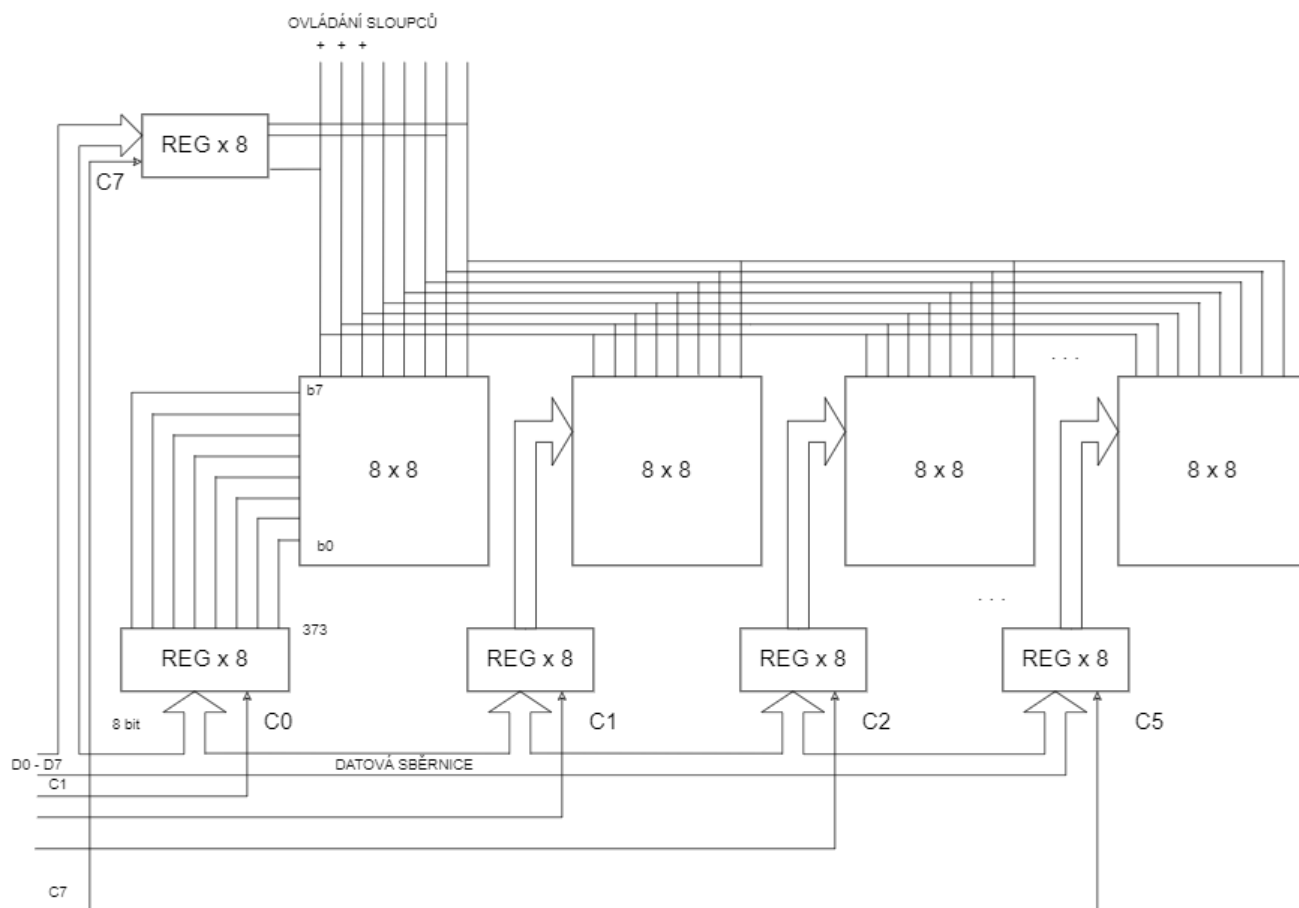 OVLÁDÁNÍ SLOUPCŮ
+ + +
REG x 8
C7
. . .
b7
8 x 8
8 x 8
8 x 8
8 x 8
b0
. . .
373
REG x 8
REG x 8
REG x 8
REG x 8
8 bit
C0
C1
C2
C5
D0 - D7
DATOVÁ SBĚRNICE
C1
C7